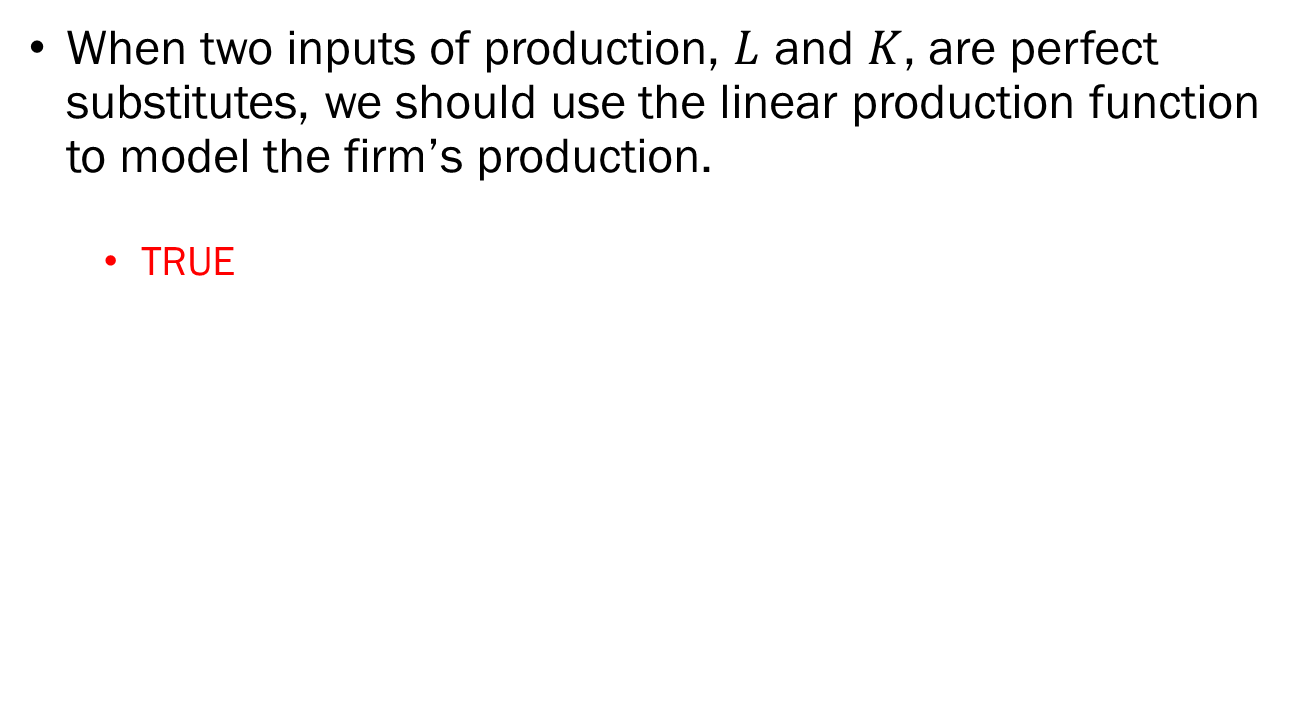 • When two inputs of production, L and K, are perfect
substitutes, we should use the linear production function
to model the firm’s production.
• TRUE